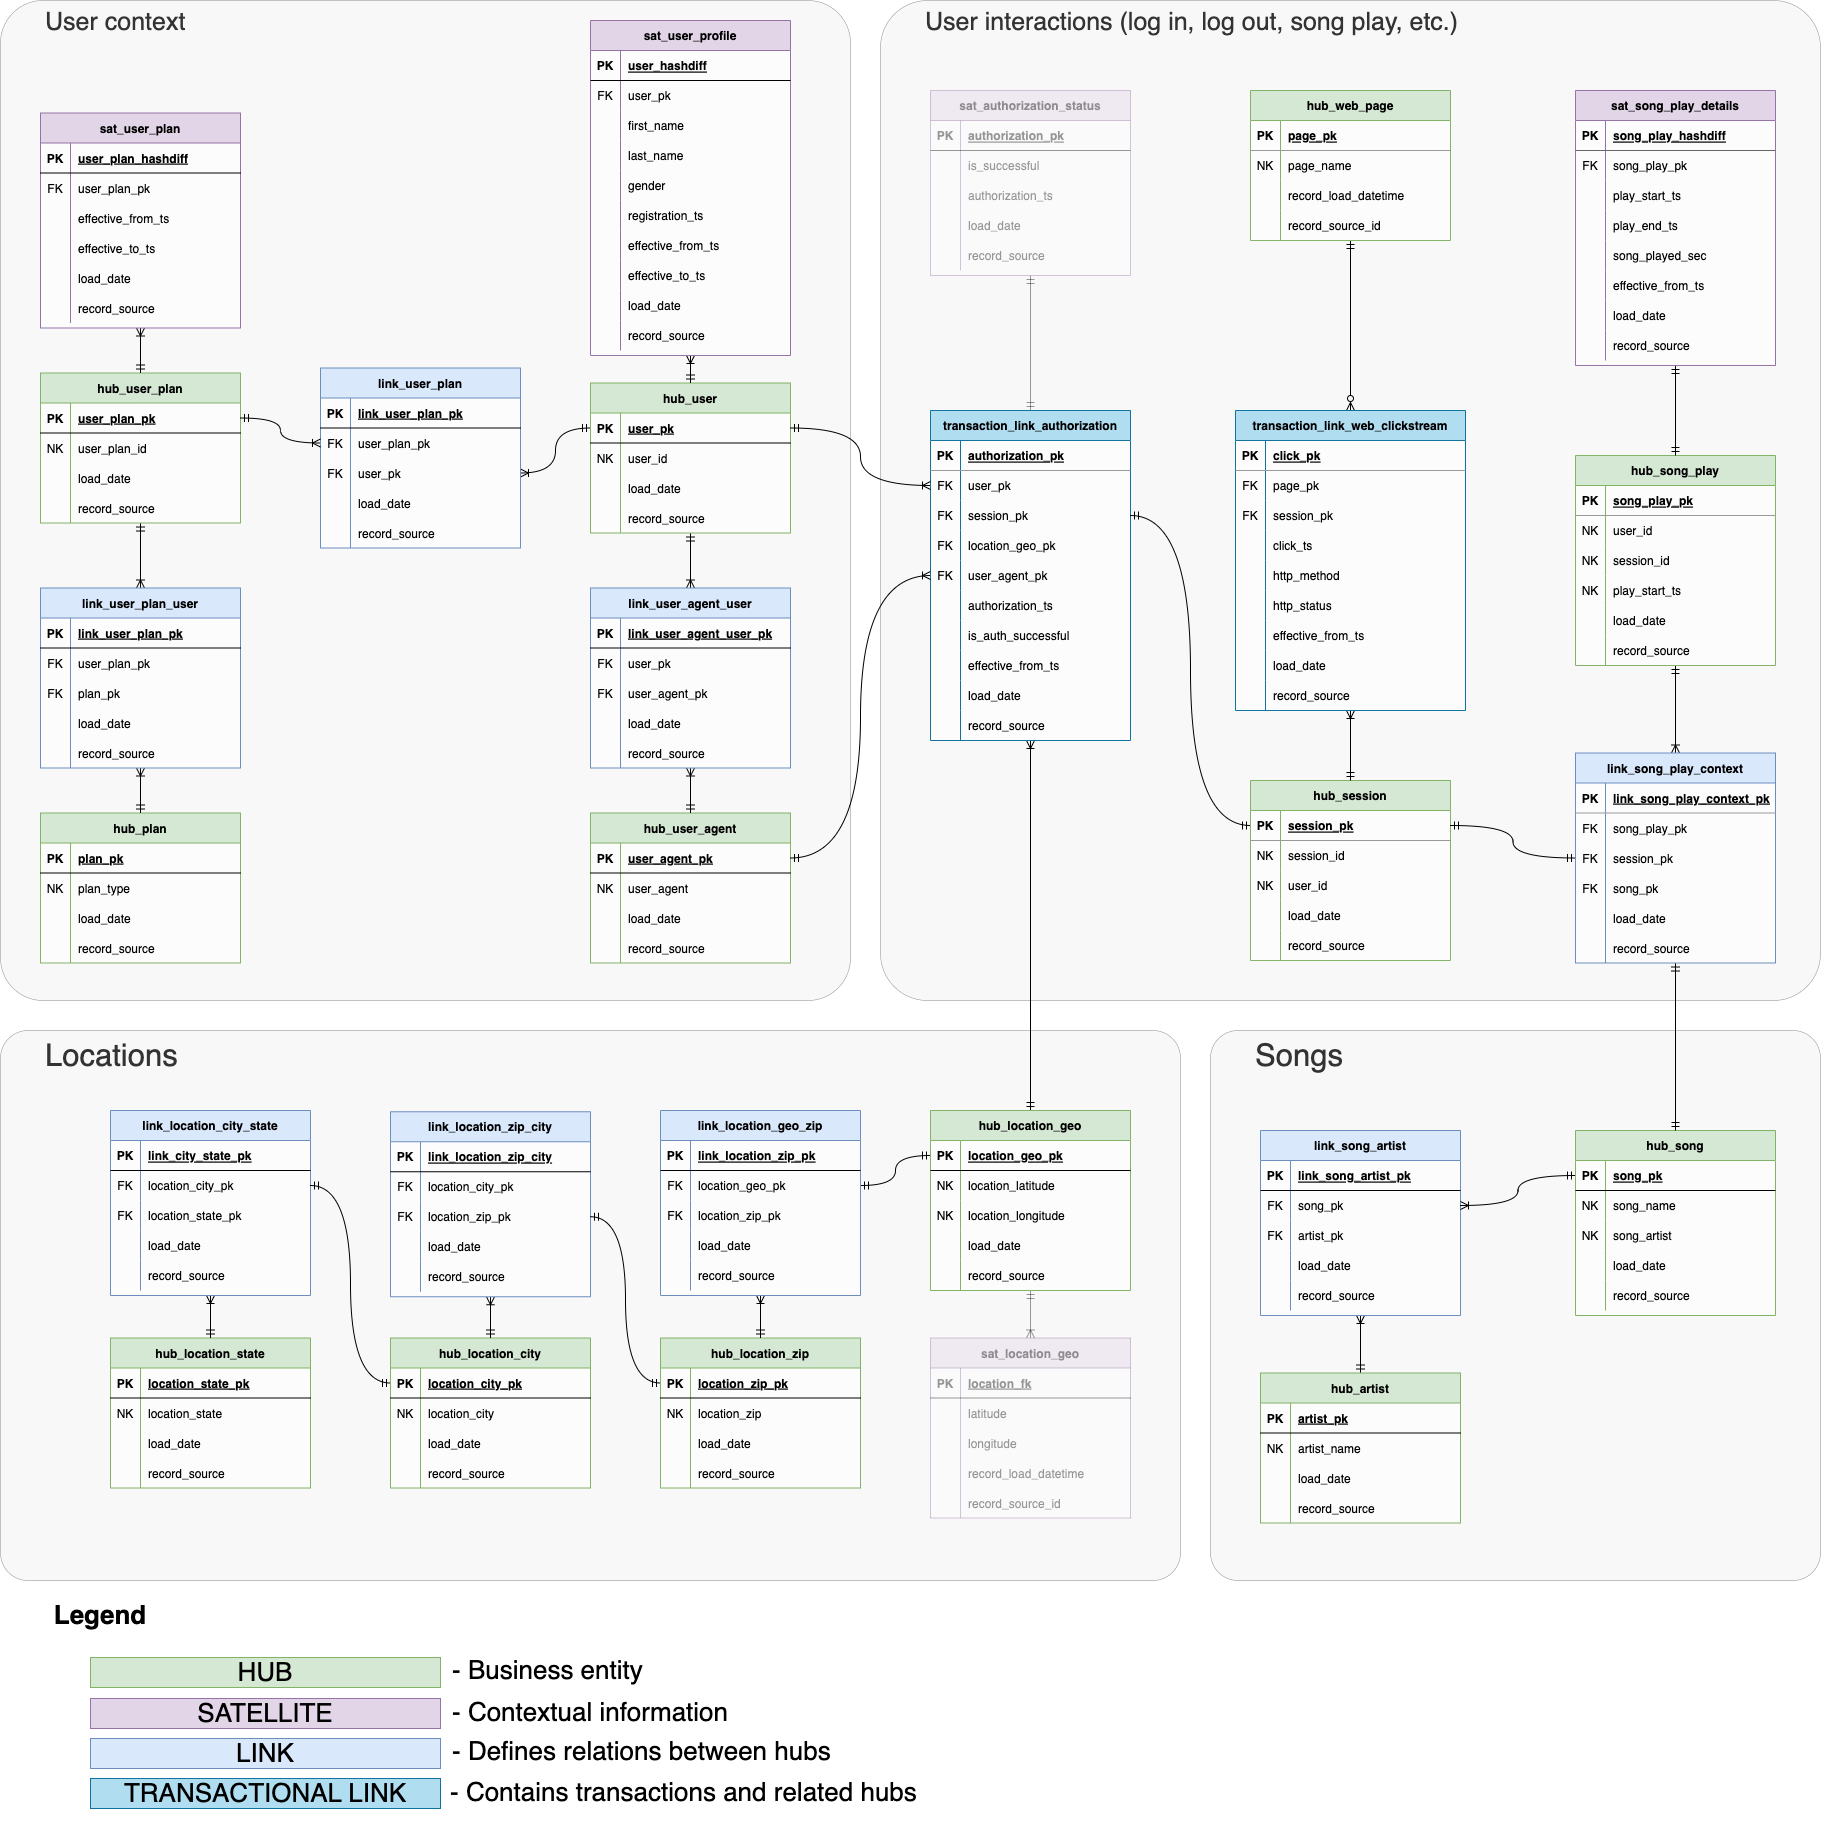 User context
sat_user_plan
PK user_plan_hashdiff
FK user_plan_pk
effective_from_ts
effective_to_ts
load_date
record_source
hub_user_plan
PK user_plan_pk
NK user_plan_id
load_date
record_source
link_user_plan_user
PK link_user_plan_pk
FK user_plan_pk
FK plan_pk
load_date
record_source
hub_plan
PK plan_pk
NK plan_type
load_date
record_source
link_user_plan
PK link_user_plan_pk
FK user_plan_pk
FK user_pk
load_date
record_source
sat_user_profile
PK user_hashdiff
FK user_pk
first_name
last_name
gender
registration_ts
effective_from_ts
effective_to_ts
load_date
record_source
hub_user
PK user_pk
NK user_id
load_date
record_source
link_user_agent_user
PK link_user_agent_user_pk
FK user_pk
FK user_agent_pk
load_date
record_source
hub_user_agent
PK user_agent_pk
NK user_agent
load_date
record_source
User interactions (log in, log out, song play, etc.)
sat_authorization_status
PK authorization_pk
is_successful
authorization_ts
load_date
record_source
transaction_link_authorization
PK authorization_pk
FK user_pk
FK session_pk
FK location_geo_pk
FK user_agent_pk
authorization_ts
is_auth_successful
effective_from_ts
load_date
record_source
hub_web_page
PK page_pk
NK page_name
record_load_datetime
record_source_id
transaction_link_web_clickstream
PK click_pk
FK page_pk
FK session_pk
click_ts
http_method
http_status
effective_from_ts
load_date
record_source
hub_session
PK session_pk
NK session_id
NK user_id
load_date
record_source
sat_song_play_details
PK song_play_hashdiff
FK song_play_pk
play_start_ts
play_end_ts
song_played_sec
effective_from_ts
load_date
record_source
hub_song_play
PK song_play_pk
NK user_id
NK session_id
NK play_start_ts
load_date
record_source
link_song_play_context
PK link_song_play_context_pk
FK song_play_pk
FK session_pk
FK song_pk
load_date
record_source
Locations
link_location_city_state
PK link_city_state_pk
FK location_city_pk
FK location_state_pk
load_date
record_source
hub_location_state
PK location_state_pk
NK location_state
load_date
record_source
link_location_zip_city
PK link_location_zip_city
FK location_city_pk
FK location_zip_pk
load_date
record_source
hub_location_city
PK location_city_pk
NK location_city
load_date
record_source
link_location_geo_zip
PK link_location_zip_pk
FK location_geo_pk
FK location_zip_pk
load_date
record_source
hub_location_zip
PK location_zip_pk
NK location_zip
load_date
record_source
hub_location_geo
PK location_geo_pk
NK location_latitude
NK location_longitude
load_date
record_source
sat_location_geo
PK location_fk
latitude
longitude
record_load_datetime
record_source_id
Songs
link_song_artist
PK link_song_artist_pk
FK song_pk
FK artist_pk
load_date
record_source
hub_artist
PK artist_pk
NK artist_name
load_date
record_source
hub_song
PK song_pk
NK song_name
NK song_artist
load_date
record_source
Legend
HUB - Business entity
SATELLITE - Contextual information
LINK - Defines relations between hubs
TRANSACTIONAL LINK - Contains transactions and related hubs